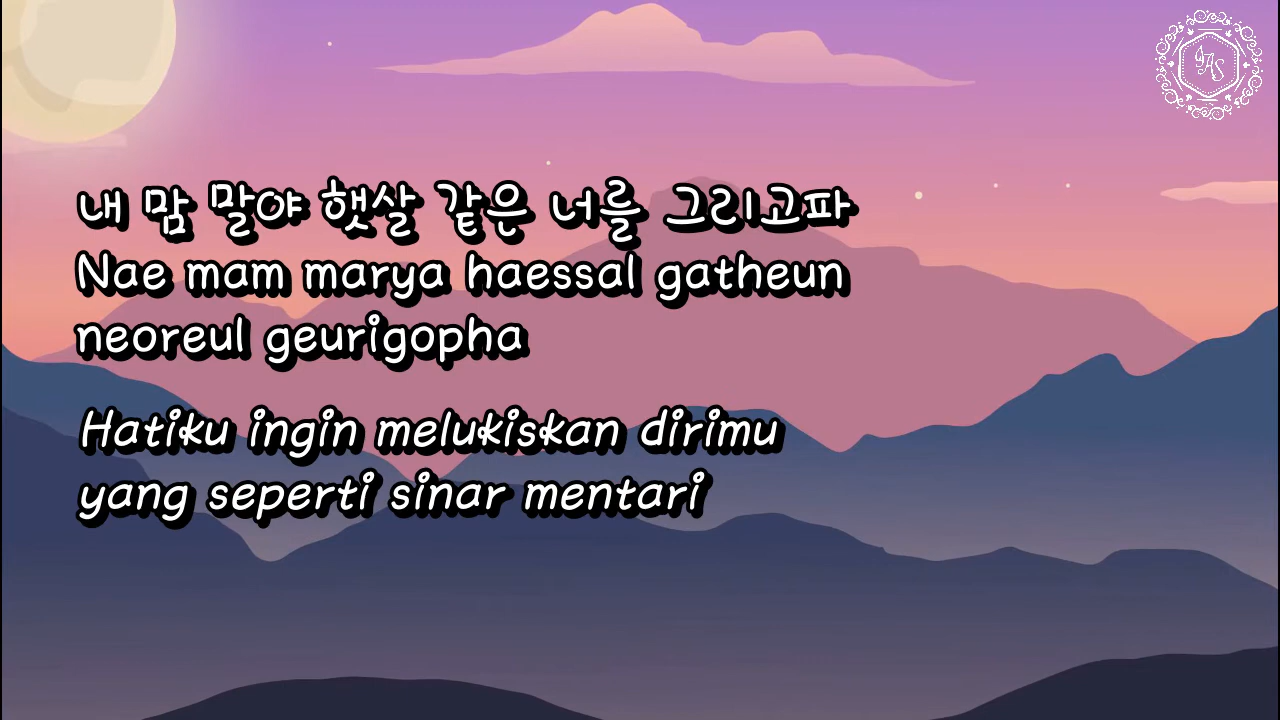 내 맘 말야 햇살 같은 너를 그리고파
Nae mam marya haessal gatheun
neoreul geurigopha
Hatiku ingin melukiskan dirimu
yang seperti sinar mentari